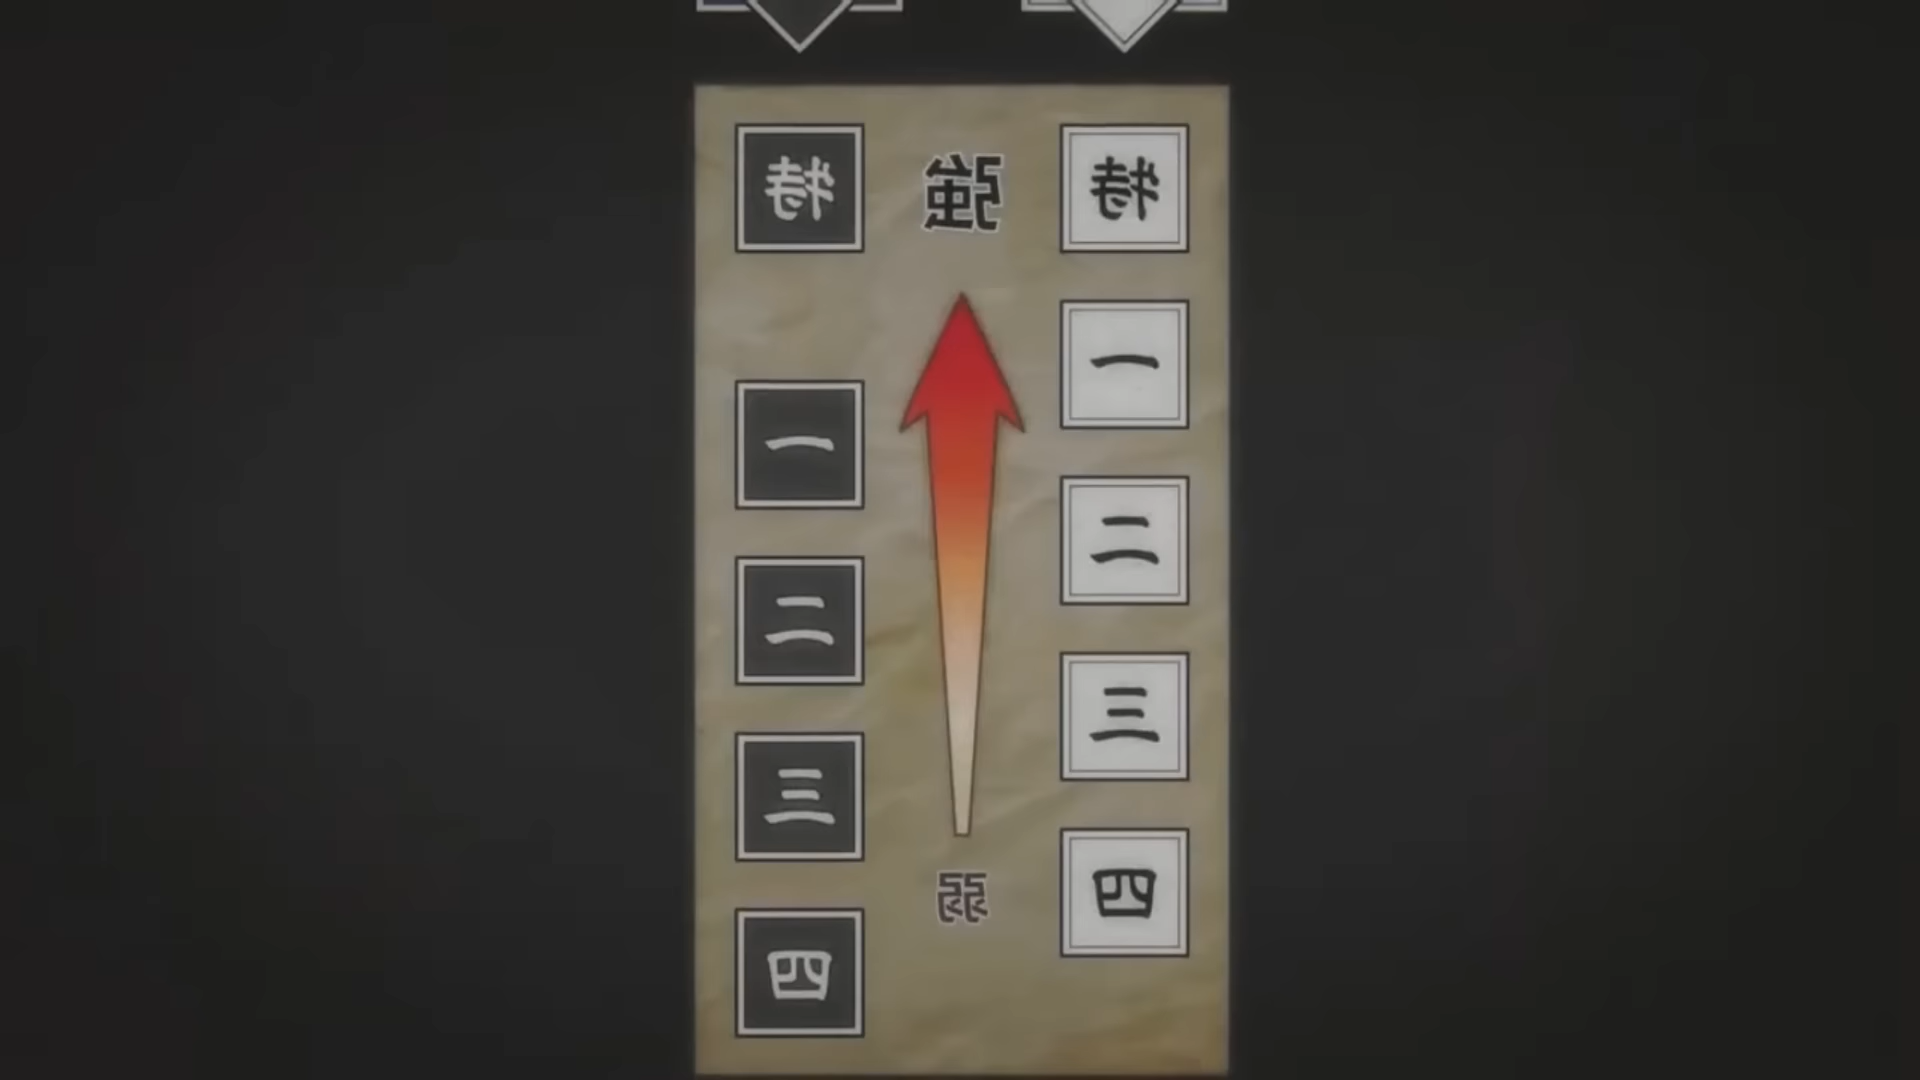 特 強 特
一
一
二
二
三
三
弱 四
四